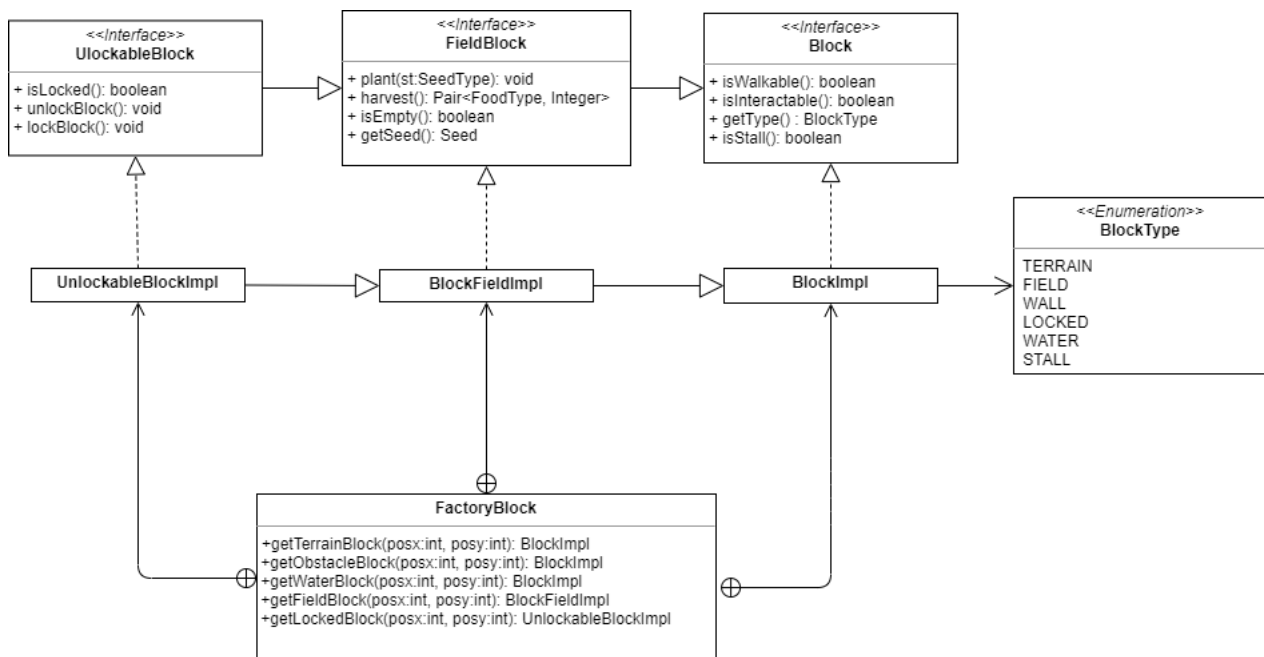 <<Interface>>
UlockableBlock
+ isLocked(): boolean
+ unlockBlock(): void
+ lockBlock(): void
<<Interface>>
FieldBlock
+ plant(st:SeedType): void
+ harvest(): Pair<FoodType, Integer>
+ isEmpty(): boolean
+ getSeed(): Seed
<<Interface>>
Block
+ isWalkable(): boolean
+ isInteractable(): boolean
+ getType() : BlockType
+ isStall(): boolean
<<Enumeration>>
BlockType
TERRAIN
FIELD
WALL
LOCKED
WATER
STALL
UnlockableBlockImpl
BlockFieldImpl
BlockImpl
FactoryBlock
+getTerrainBlock(posx:int, posy:int): BlockImpl
+getObstacleBlock(posx:int, posy:int): BlockImpl
+getWaterBlock(posx:int, posy:int): BlockImpl
+getFieldBlock(posx:int, posy:int): BlockFieldImpl
+getLockedBlock(posx:int, posy:int): UnlockableBlockImpl